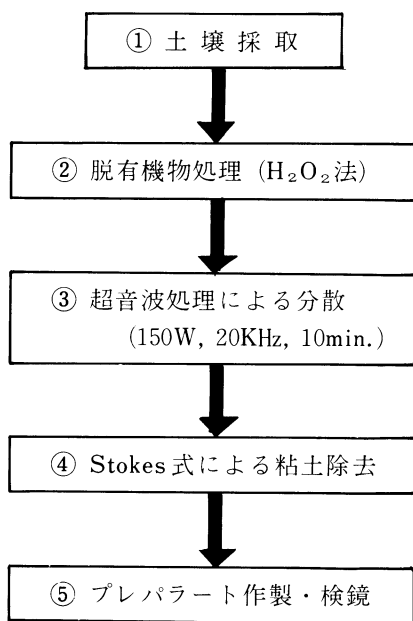 ① 土壌採取
② 脱有機物処理 (H₂O₂法)
③ 超音波処理による分散
(150W, 20KHz, 10min.)
④ Stokes式による粘土除去
⑤ プレパラート作製・検鏡